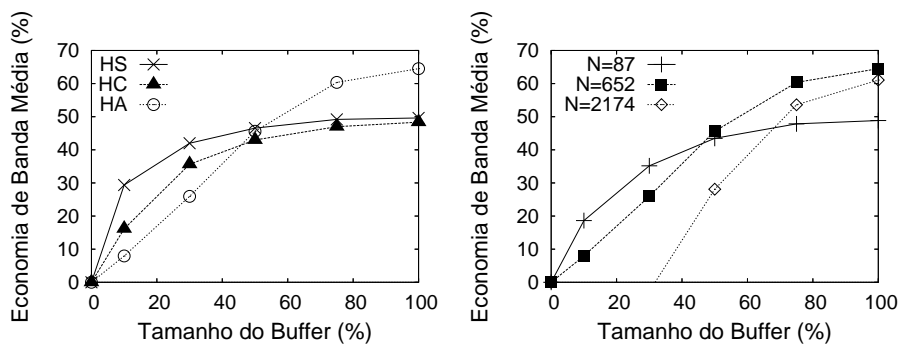 Economia de Banda Média (%)
70
60
50
40
30
20
10
0
HS
HC
HA
0 20 40 60 80 100
Tamanho do Buffer (%)
Economia de Banda Média (%)
70
60
50
40
30
20
10
0
N=87
N=652
N=2174
0 20 40 60 80 100
Tamanho do Buffer (%)